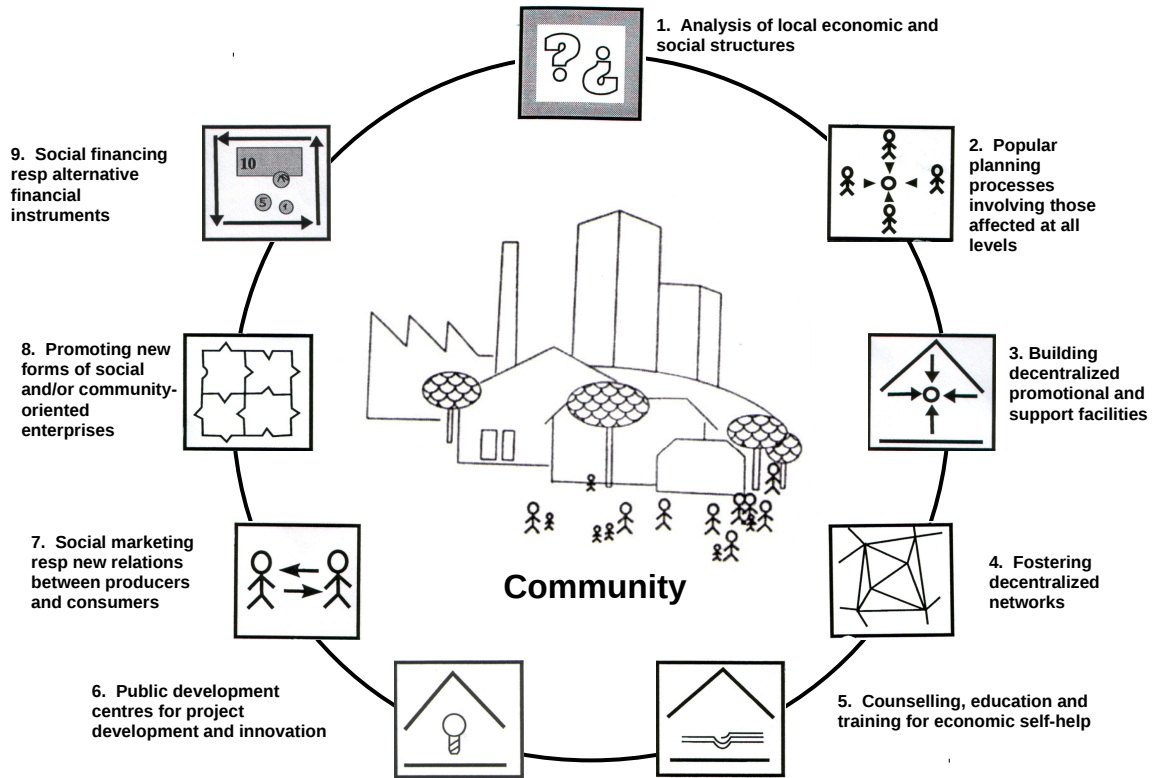 1. Analysis of local economic and
social structures
2. Popular
planning
processes
involving those
affected at all
levels
3. Building
decentralized
promotional and
support facilities
4. Fostering
decentralized
networks
5. Counselling, education and
training for economic self-help
6. Public development
centres for project
development and innovation
7. Social marketing
resp new relations
between producers
and consumers
8. Promoting new
forms of social
and/or community-
oriented
enterprises
9. Social financing
resp alternative
financial
instruments
? ¿
10
5
1
Community